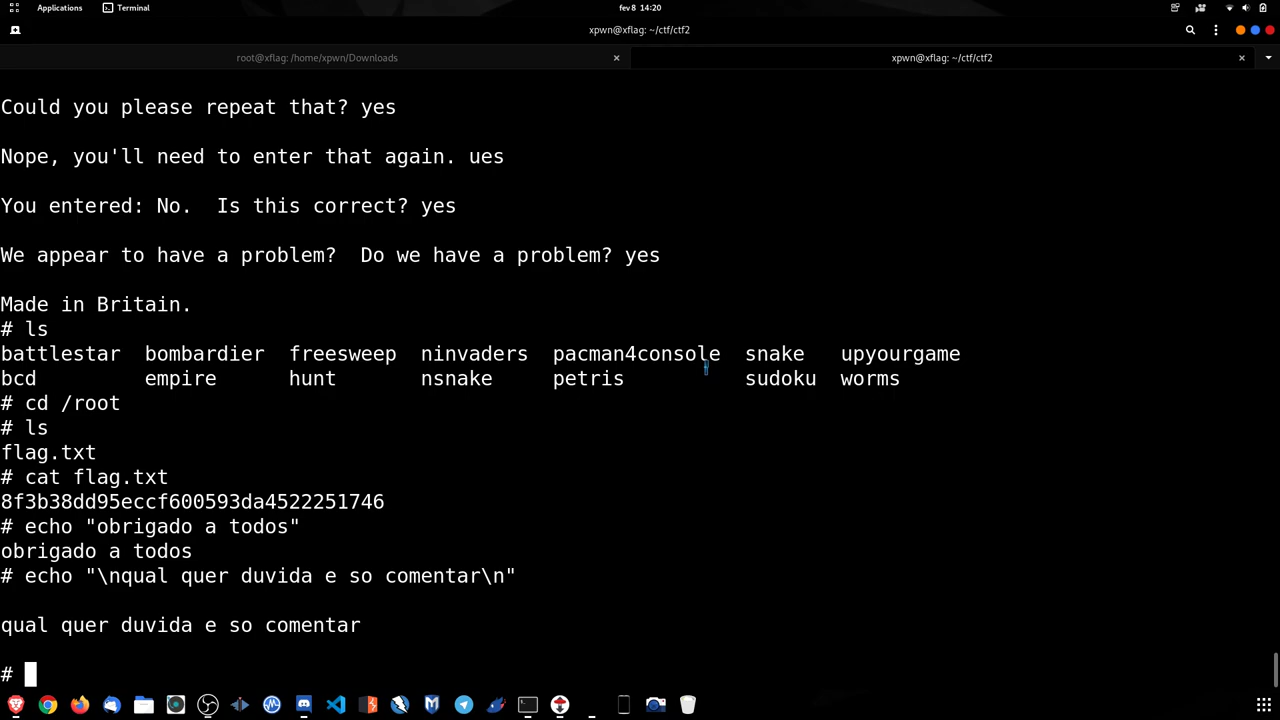 Applications Terminal fev 8 14:20
xpwn@xflag: ~/ctf/ctf2
root@xflag: /home/xpwn/Downloads xpwn@xflag: ~/ctf/ctf2
Could you please repeat that? yes
Nope, you'll need to enter that again. ues
You entered: No.  Is this correct? yes
We appear to have a problem?  Do we have a problem? yes
Made in Britain.
# ls
battlestar  bombardier  freesweep  ninvaders  pacman4console  snake   upyourgame
bcd         empire      hunt       nsnake     petris          sudoku  worms
# cd /root
# ls
flag.txt
# cat flag.txt
8f3b38dd95eccf600593da4522251746
# echo "obrigado a todos"
obrigado a todos
# echo "\nqual quer duvida e so comentar\n"
qual quer duvida e so comentar
#